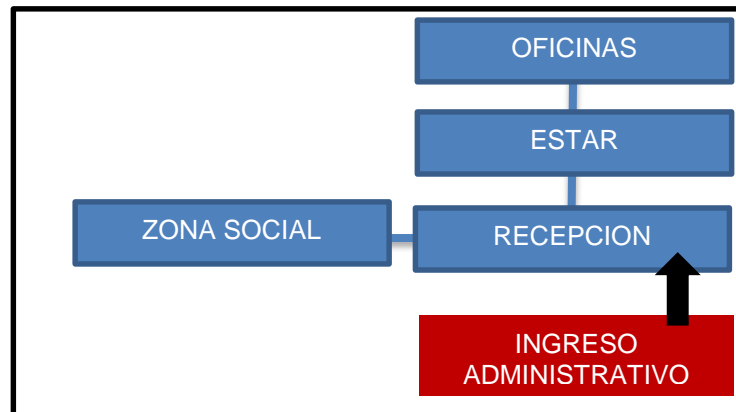 OFICINAS
ESTAR
ZONA SOCIAL
RECEPCION
INGRESO
ADMINISTRATIVO